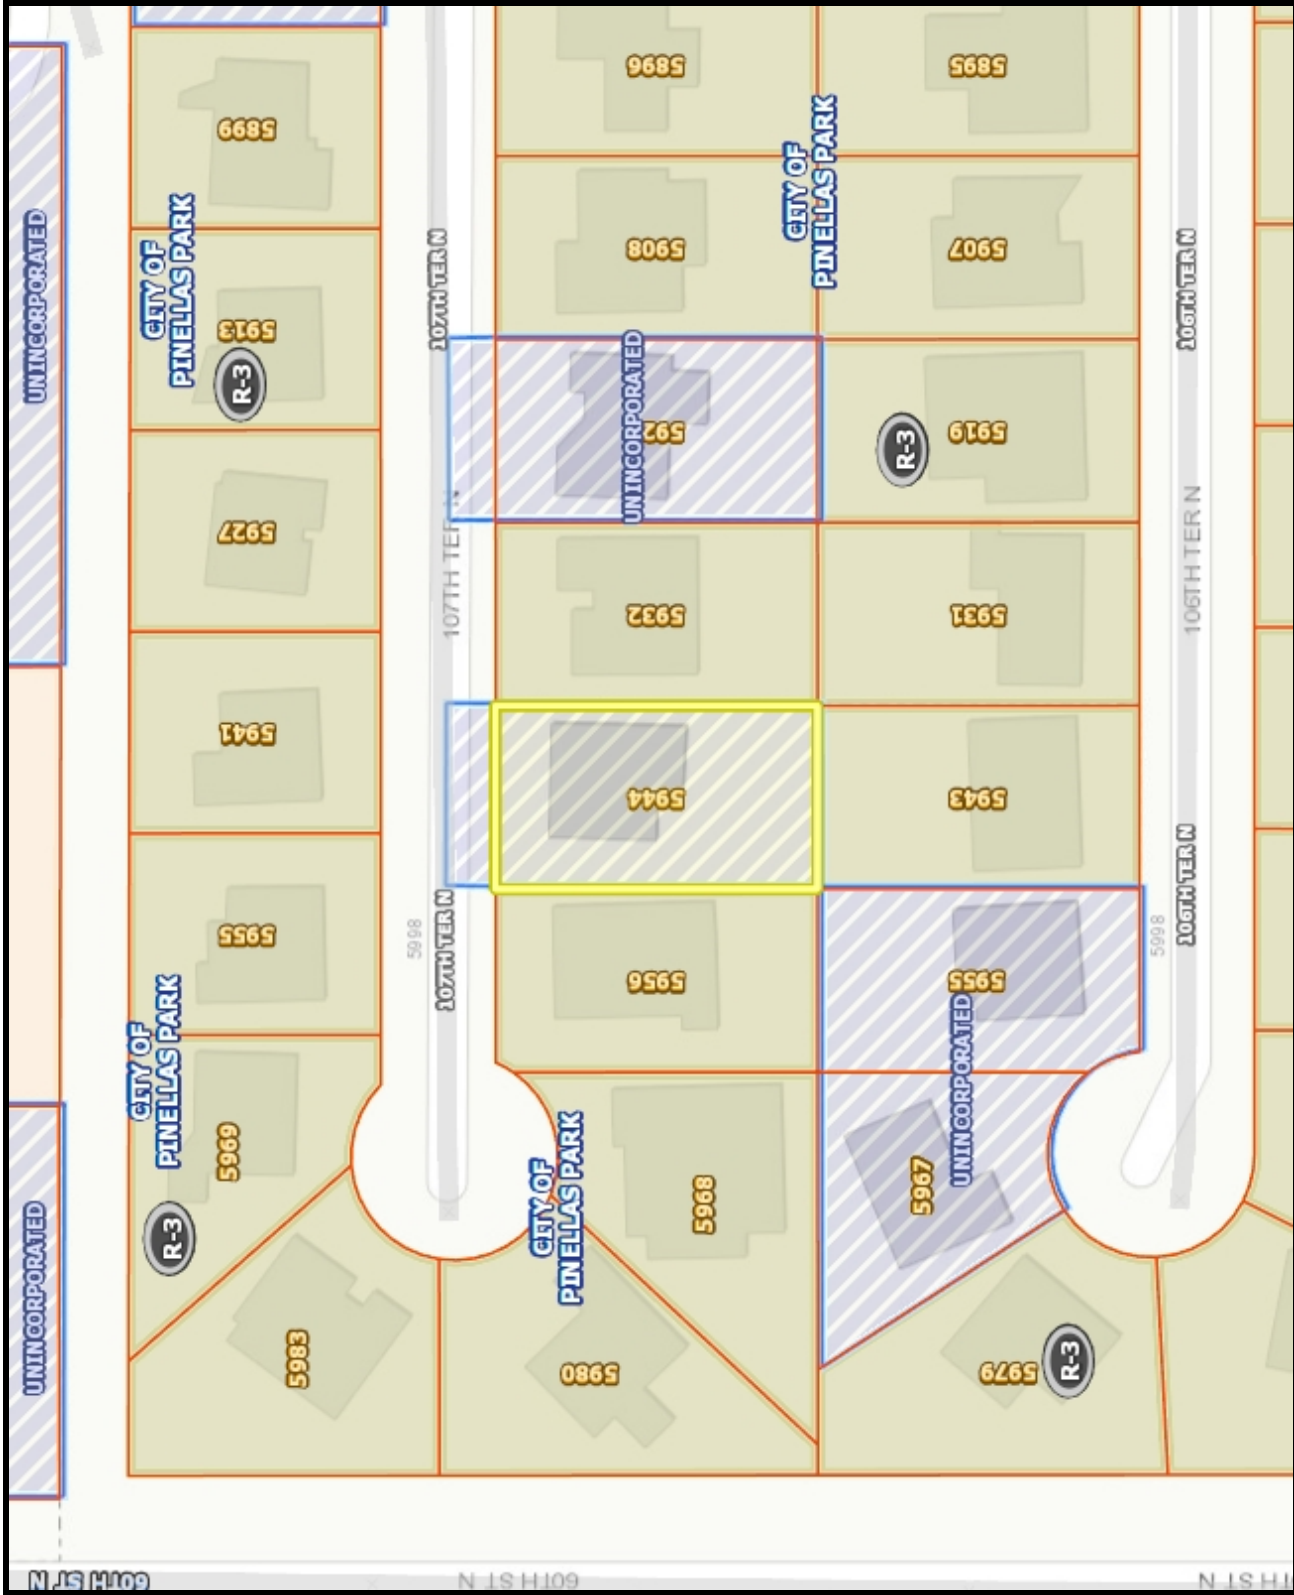 5899
5896
5895
CITY OF
PINELLAS PARK
UNINCORPORATED
CITY OF
PINELLAS PARK
5908
5907
107TH TER N
106TH TER N
5913
R-3
UNINCORPORATED
592
R-3
5919
5927
107TH TER N
106TH TER N
5932
5931
5941
5944
5943
5955
5998
107TH TER N
5998
106TH TER N
5956
5955
UNINCORPORATED
CITY OF
PINELLAS PARK
5969
CITY OF
PINELLAS PARK
5968
5967
R-3
UNINCORPORATED
5983
5980
5979
R-3
60TH ST N
60TH ST N